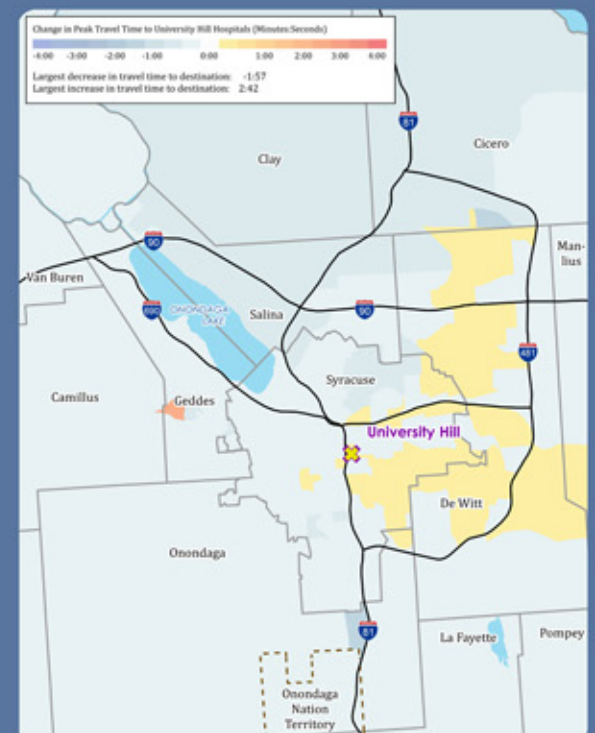 Change in Peak Travel Time to University Hill Hospitals (Minutes:Seconds)
-4:00 -3:00 -2:00 -1:00 0:00 1:00 2:00 3:00 4:00
Largest decrease in travel time to destination: -1:57
Largest increase in travel time to destination: 2:42
81
Cicero
Clay
90
Man-
lius
Van Buren
690
ONONDAGA
LAKE
Salina
90
481
Syracuse
Camillus
Geddes
University Hill
De Witt
Onondaga
81
La Fayette
Pompey
Onondaga
Nation
Territory